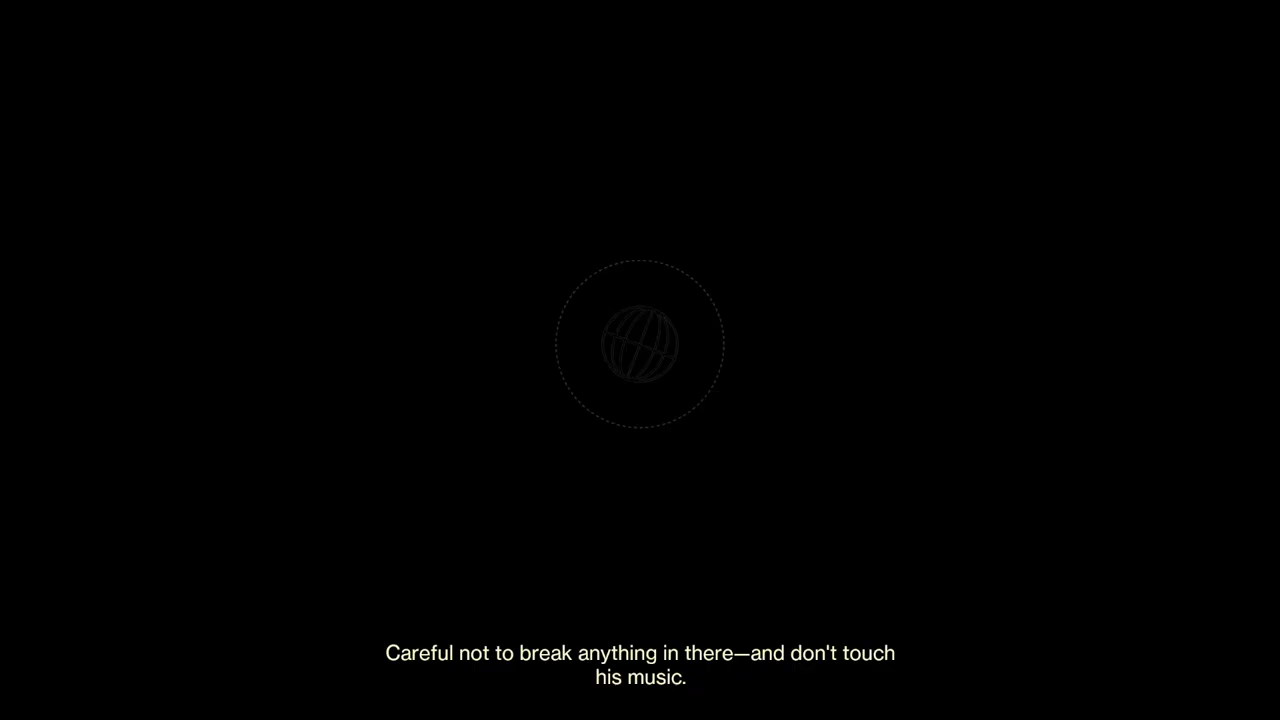 Careful not to break anything in there—and don't touch
his music.